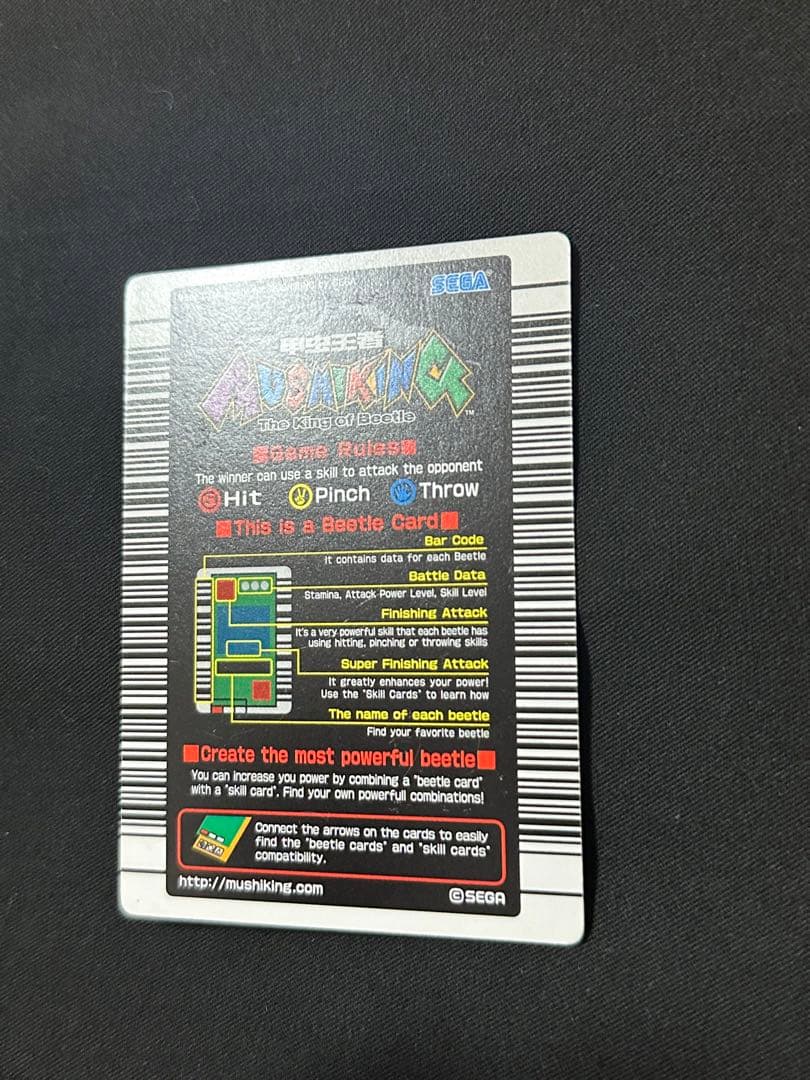 SEGA
甲虫王者
MUSHIKING™
The King of Beetle
Game Rules
The winner can use a skill to attack the opponent
Hit Pinch Throw
This is a Beetle Card
Bar Code
It contains data for each Beetle
Battle Data
Stamina, Attack Power Level, Skill Level
Finishing Attack
It's a very powerful skill that each beetle has
using hitting, pinching or throwing skills
Super Finishing Attack
It greatly enhances your power!
Use the "Skill Cards" to learn how
The name of each beetle
Find your favorite beetle
Create the most powerful beetle
You can increase you power by combining a "beetle card"
with a "skill card". Find your own powerfull combinations!
Connect the arrows on the cards to easily
find the "beetle cards" and "skill cards"
compatibility.
http://mushiking.com
©SEGA